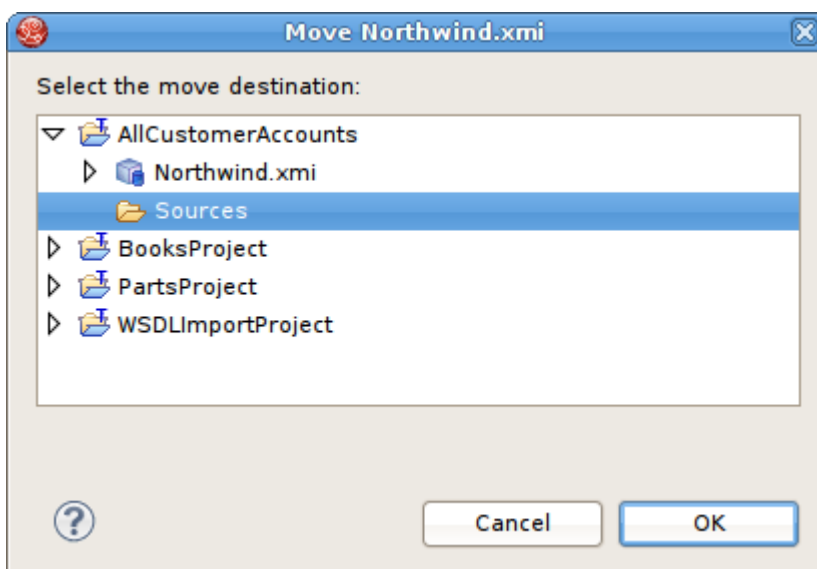 Move Northwind.xmi
Select the move destination:
AllCustomerAccounts
Northwind.xmi
Sources
BooksProject
PartsProject
WSDLImportProject
?
Cancel
OK